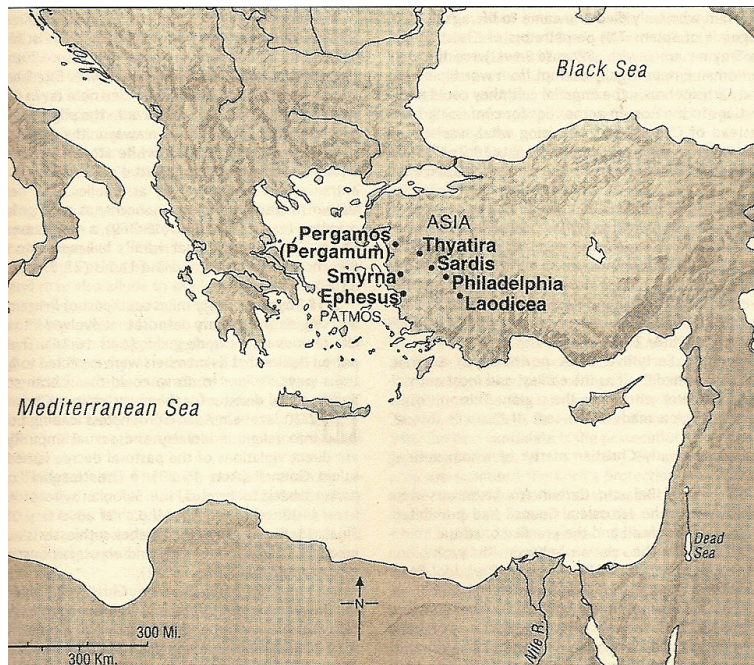 Black Sea
ASIA
Pergamos
(Pergamum)
Thyatira
Sardis
Smyrna
Philadelphia
Ephesus
Laodicea
PATMOS
Mediterranean Sea
Dead
Sea
N
Nile R.
300 Mi.
300 Km.